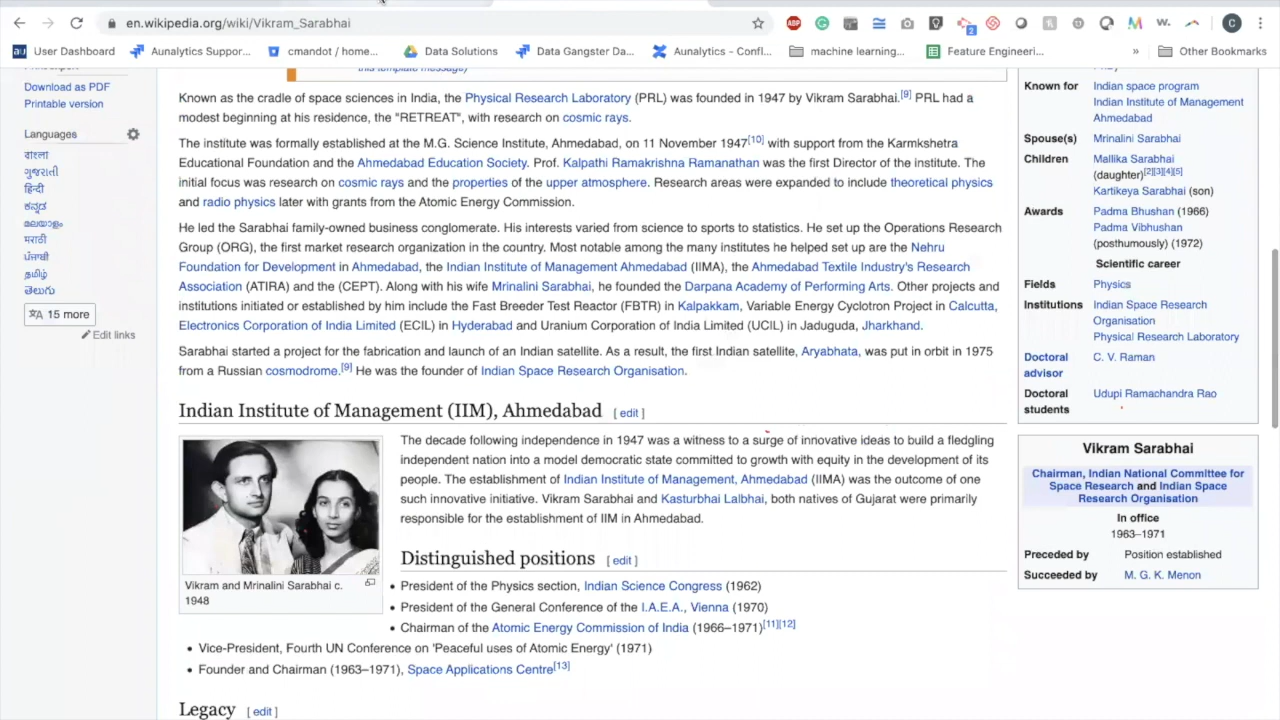 en.wikipedia.org/wiki/Vikram_Sarabhai
ABP
2
C
User Dashboard
Aunalytics Suppor...
cmandot / home...
Data Solutions
Data Gangster Da...
Aunalytics - Confl...
machine learning...
Feature Engineeri...
»
Other Bookmarks
this template message)
Download as PDF
Printable version
Languages
বাংলা
ગુજરાતી
हिन्दी
ಕನ್ನಡ
മലയാളം
मराठी
ਪੰਜਾਬੀ
தமிழ்
తెలుగు
15 more
Edit links
Known as the cradle of space sciences in India, the Physical Research Laboratory (PRL) was founded in 1947 by Vikram Sarabhai.[9] PRL had a
modest beginning at his residence, the "RETREAT", with research on cosmic rays.
The institute was formally established at the M.G. Science Institute, Ahmedabad, on 11 November 1947[10] with support from the Karmkshetra
Educational Foundation and the Ahmedabad Education Society. Prof. Kalpathi Ramakrishna Ramanathan was the first Director of the institute. The
initial focus was research on cosmic rays and the properties of the upper atmosphere. Research areas were expanded to include theoretical physics
and radio physics later with grants from the Atomic Energy Commission.
He led the Sarabhai family-owned business conglomerate. His interests varied from science to sports to statistics. He set up the Operations Research
Group (ORG), the first market research organization in the country. Most notable among the many institutes he helped set up are the Nehru
Foundation for Development in Ahmedabad, the Indian Institute of Management Ahmedabad (IIMA), the Ahmedabad Textile Industry's Research
Association (ATIRA) and the (CEPT). Along with his wife Mrinalini Sarabhai, he founded the Darpana Academy of Performing Arts. Other projects and
institutions initiated or established by him include the Fast Breeder Test Reactor (FBTR) in Kalpakkam, Variable Energy Cyclotron Project in Calcutta,
Electronics Corporation of India Limited (ECIL) in Hyderabad and Uranium Corporation of India Limited (UCIL) in Jaduguda, Jharkhand.
Sarabhai started a project for the fabrication and launch of an Indian satellite. As a result, the first Indian satellite, Aryabhata, was put in orbit in 1975
from a Russian cosmodrome.[9] He was the founder of Indian Space Research Organisation.
Indian Institute of Management (IIM), Ahmedabad [ edit ]
Vikram and Mrinalini Sarabhai c.
1948
The decade following independence in 1947 was a witness to a surge of innovative ideas to build a fledgling
independent nation into a model democratic state committed to growth with equity in the development of its
people. The establishment of Indian Institute of Management, Ahmedabad (IIMA) was the outcome of one
such innovative initiative. Vikram Sarabhai and Kasturbhai Lalbhai, both natives of Gujarat were primarily
responsible for the establishment of IIM in Ahmedabad.
Distinguished positions [ edit ]
• President of the Physics section, Indian Science Congress (1962)
• President of the General Conference of the I.A.E.A., Vienna (1970)
• Chairman of the Atomic Energy Commission of India (1966–1971)[11][12]
• Vice-President, Fourth UN Conference on 'Peaceful uses of Atomic Energy' (1971)
• Founder and Chairman (1963–1971), Space Applications Centre[13]
Legacy [ edit ]
Known for Indian space program
Indian Institute of Management
Ahmedabad
Spouse(s) Mrinalini Sarabhai
Children Mallika Sarabhai
(daughter)[2][3][4][5]
Kartikeya Sarabhai (son)
Awards Padma Bhushan (1966)
Padma Vibhushan
(posthumously) (1972)
Scientific career
Fields Physics
Institutions Indian Space Research
Organisation
Physical Research Laboratory
Doctoral advisor C. V. Raman
Doctoral students Udupi Ramachandra Rao
Vikram Sarabhai
Chairman, Indian National Committee for
Space Research and Indian Space
Research Organisation
In office
1963–1971
Preceded by Position established
Succeeded by M. G. K. Menon